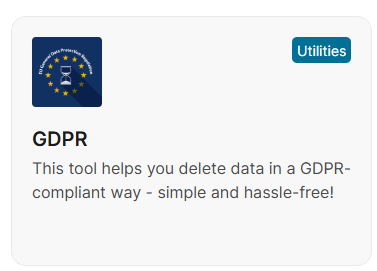 EU General Data Protection Regulation
Utilities
GDPR
This tool helps you delete data in a GDPR-
compliant way - simple and hassle-free!